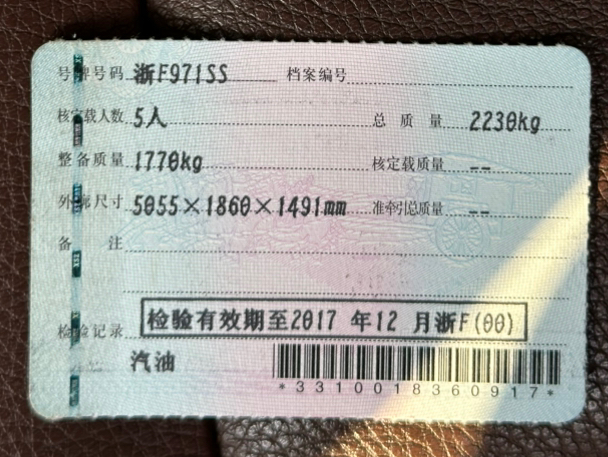 号牌号码 浙F971SS 档案编号
核定载人数 5人 总质量 2230kg
整备质量 1770kg 核定载质量 --
外廓尺寸 5055×1860×1491mm 准牵引总质量 --
备注
检验记录 检验有效期至2017 年12 月浙F(00)
汽油
*3310018360917*